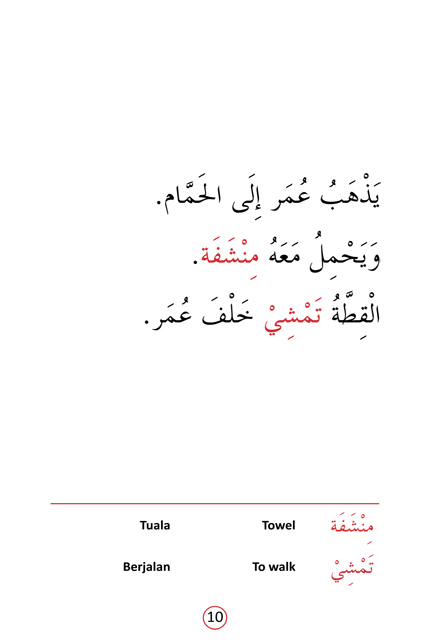 يَذْهَبُ عُمَر إِلَى الحَمَّام.
وَيَحْمِلُ مَعَهُ مِنْشَفَة.
الْقِطَّةُ تَمْشِيْ خَلْفَ عُمَر.
Tuala Towel مِنْشَفَة
Berjalan To walk تَمْشِيْ
10